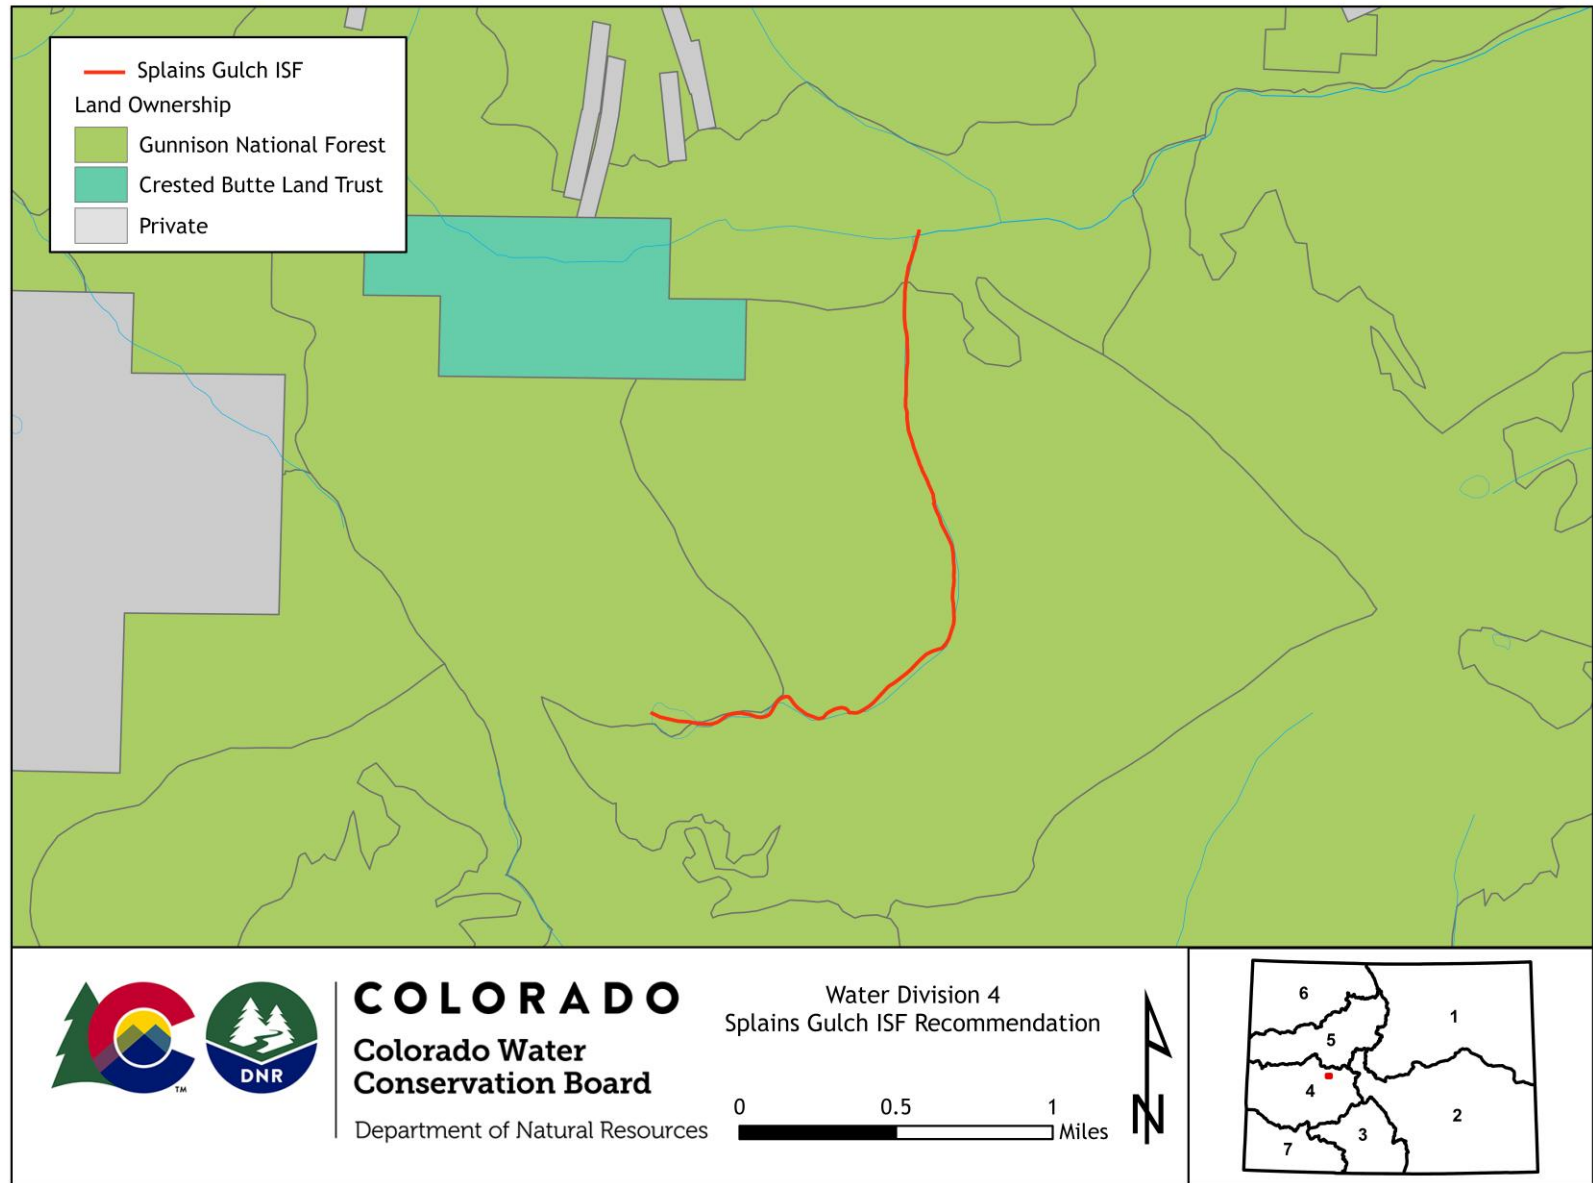 Splains Gulch ISF
Land Ownership
Gunnison National Forest
Crested Butte Land Trust
Private
DNR
TM
COLORADO
Colorado Water
Conservation Board
Department of Natural Resources
Water Division 4
Splains Gulch ISF Recommendation
0 0.5 1
Miles
N
6
1
5
4
2
3
7